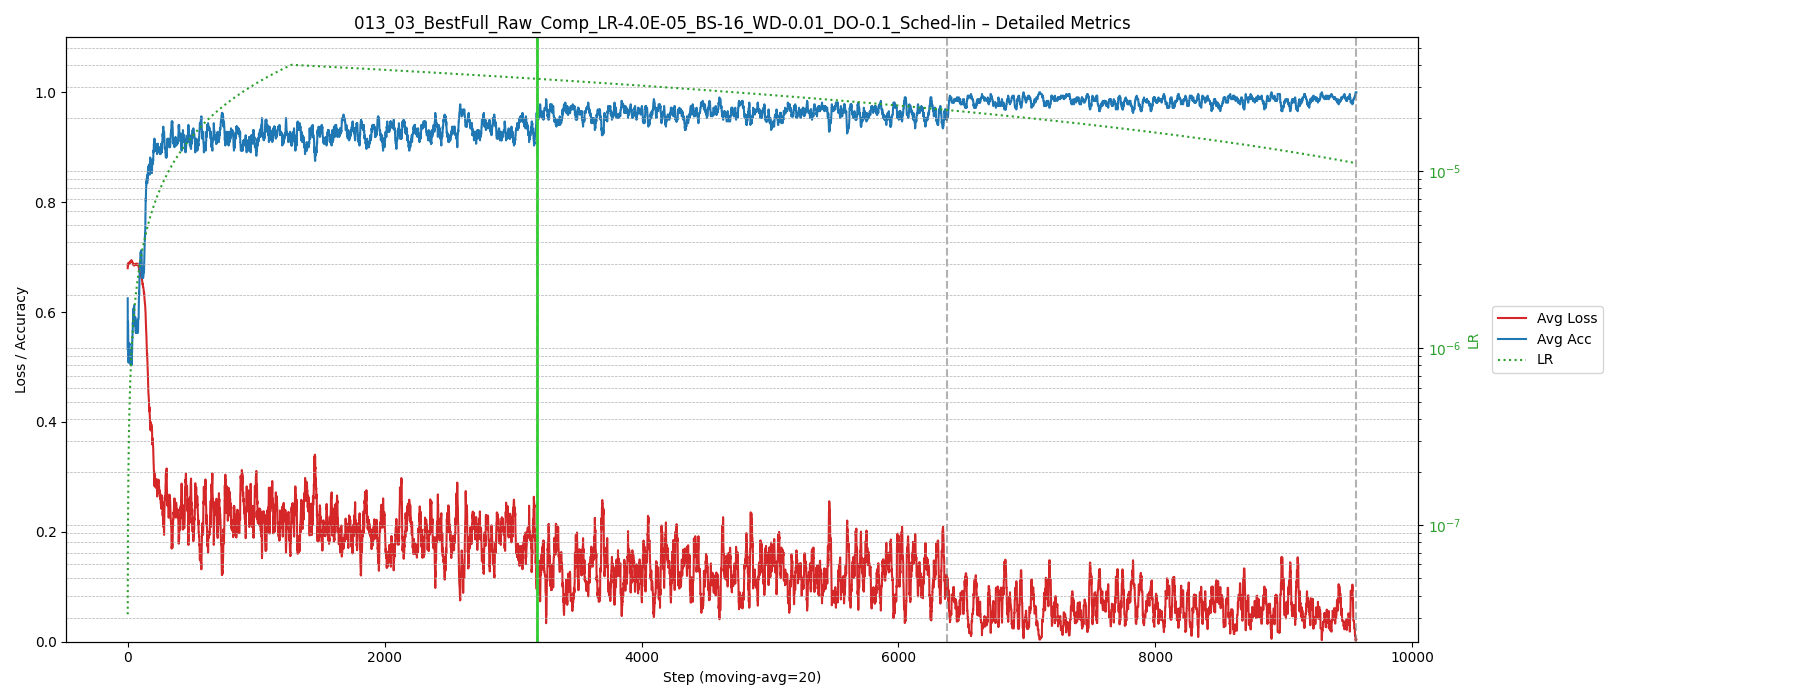 013_03_BestFull_Raw_Comp_LR-4.0E-05_BS-16_WD-0.01_DO-0.1_Sched-lin – Detailed Metrics
Loss / Accuracy
1.0
0.8
0.6
0.4
0.2
0.0
0
2000
4000
6000
8000
10000
Step (moving-avg=20)
10⁻⁵
10⁻⁶
10⁻⁷
LR
Avg Loss
Avg Acc
LR